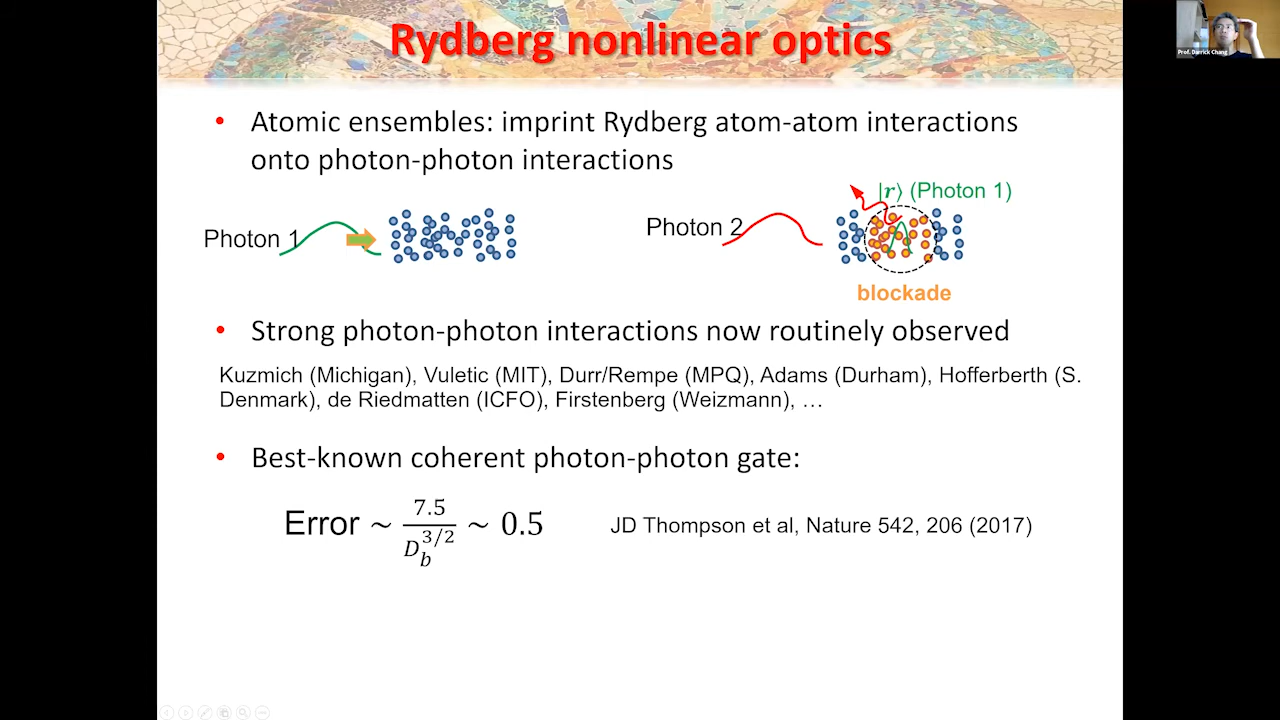 Rydberg nonlinear optics
Prof. Darrick Chang
• Atomic ensembles: imprint Rydberg atom-atom interactions
onto photon-photon interactions
Photon 1
Photon 2
|r⟩ (Photon 1)
blockade
• Strong photon-photon interactions now routinely observed
Kuzmich (Michigan), Vuletic (MIT), Durr/Rempe (MPQ), Adams (Durham), Hofferberth (S.
Denmark), de Riedmatten (ICFO), Firstenberg (Weizmann), …
• Best-known coherent photon-photon gate:
Error ~ 7.5/D_b^{3/2} ~ 0.5
JD Thompson et al, Nature 542, 206 (2017)